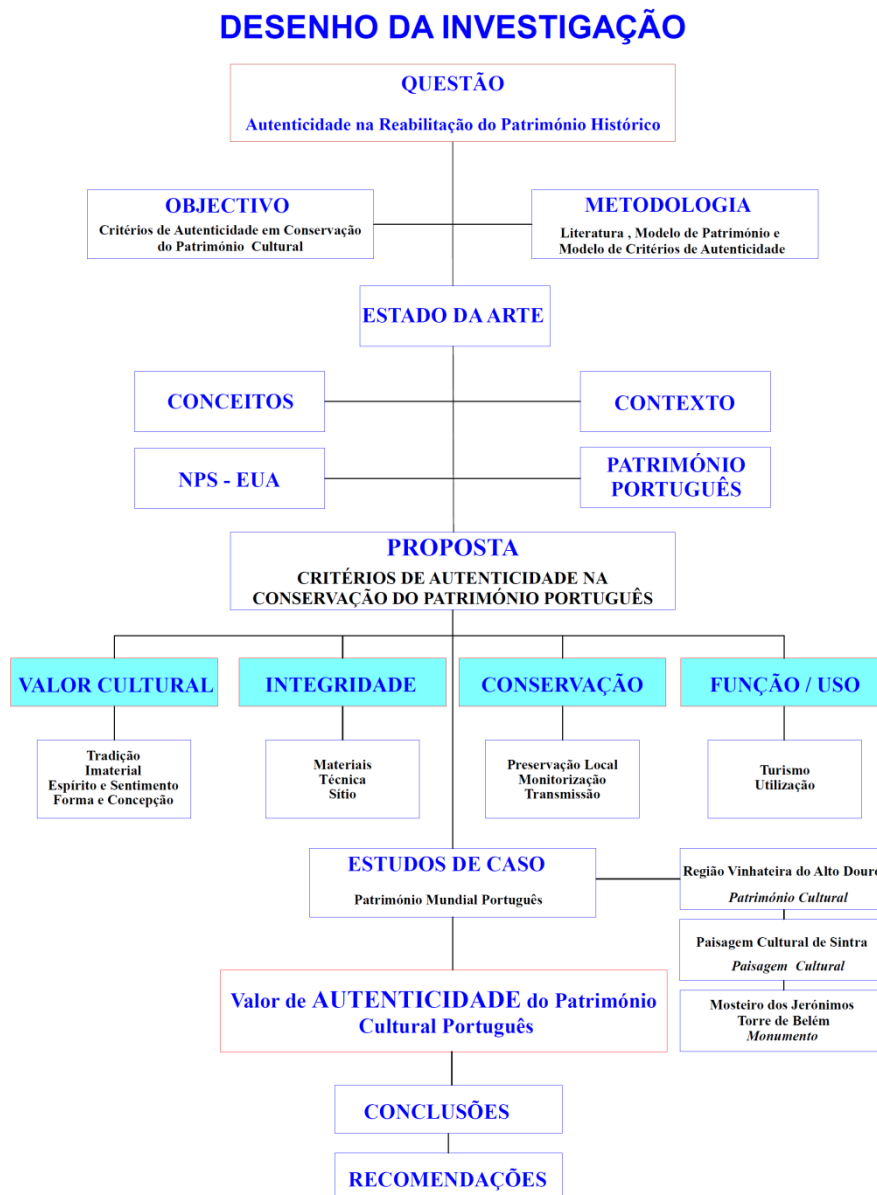 DESENHO DA INVESTIGAÇÃO
QUESTÃO
Autenticidade na Reabilitação do Património Histórico
OBJECTIVO
Critérios de Autenticidade em Conservação
do Património Cultural
METODOLOGIA
Literatura , Modelo de Património e
Modelo de Critérios de Autenticidade
ESTADO DA ARTE
CONCEITOS
CONTEXTO
NPS - EUA
PATRIMÓNIO
PORTUGUÊS
PROPOSTA
CRITÉRIOS DE AUTENTICIDADE NA
CONSERVAÇÃO DO PATRIMÓNIO PORTUGUÊS
VALOR CULTURAL
INTEGRIDADE
CONSERVAÇÃO
FUNÇÃO / USO
Tradição
Imaterial
Espírito e Sentimento
Forma e Concepção
Materiais
Técnica
Sítio
Preservação Local
Monitorização
Transmissão
Turismo
Utilização
ESTUDOS DE CASO
Património Mundial Português
Região Vinhateira do Alto Douro
Património Cultural
Paisagem Cultural de Sintra
Paisagem Cultural
Mosteiro dos Jerónimos
Torre de Belém
Monumento
Valor de AUTENTICIDADE do Património
Cultural Português
CONCLUSÕES
RECOMENDAÇÕES